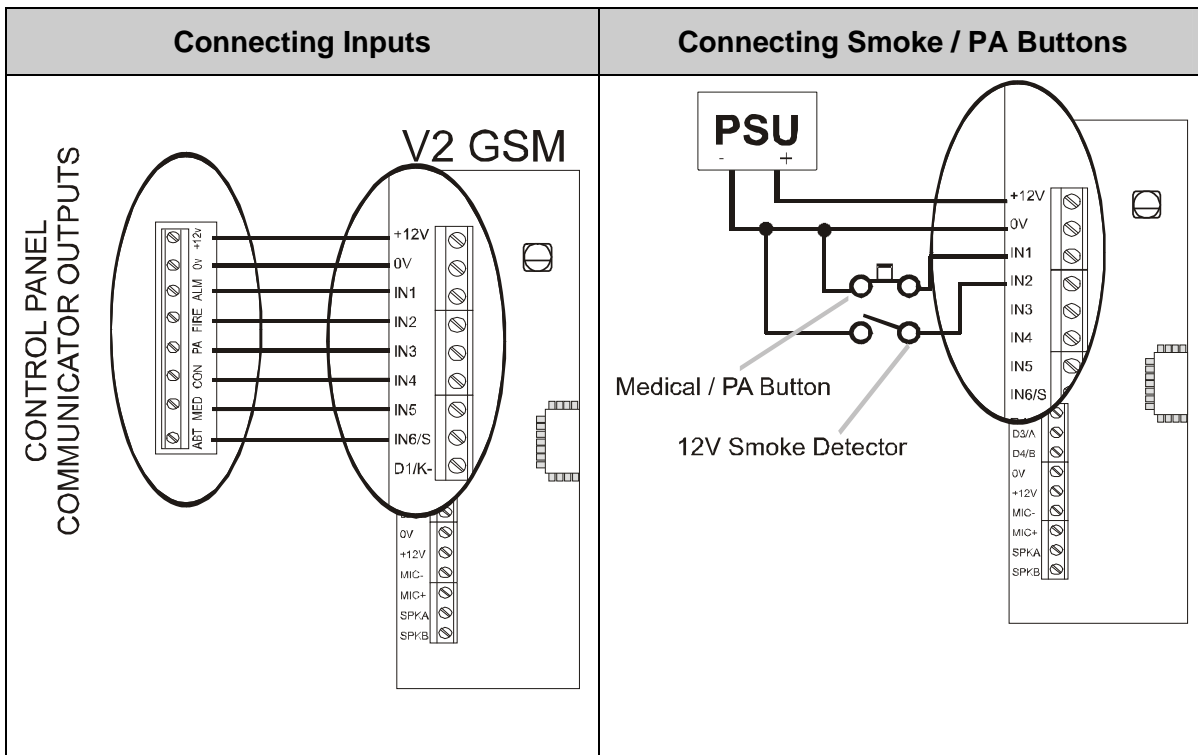 Connecting Inputs
Connecting Smoke / PA Buttons
CONTROL PANEL
COMMUNICATOR OUTPUTS
+12v
0v
ALM
FIRE
PA
CON
MED
ABT
V2 GSM
+12V
0V
IN1
IN2
IN3
IN4
IN5
IN6/S
D1/K-
0V
+12V
MIC-
MIC+
SPKA
SPKB
PSU
- +
+12V
0V
IN1
IN2
IN3
IN4
IN5
IN6/S
D3/A
D4/B
0V
+12V
MIC-
MIC+
SPKA
SPKB
Medical / PA Button
12V Smoke Detector